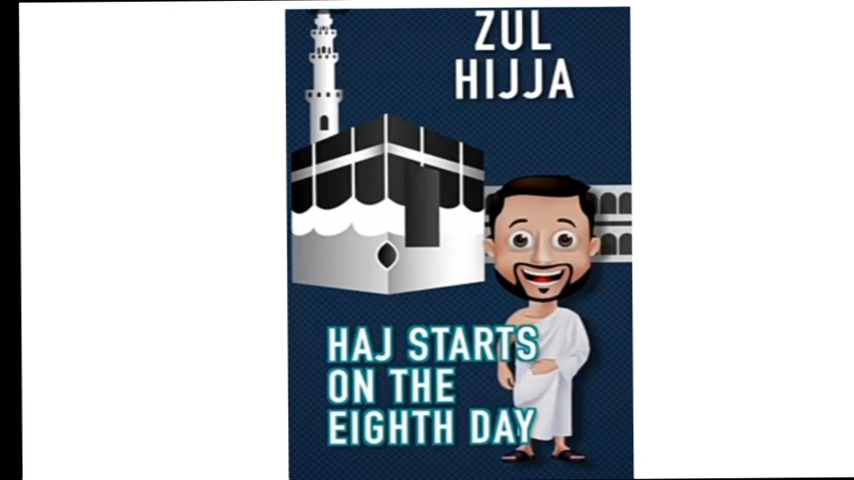 ZUL
HIJJA
HAJ STARTS
ON THE
EIGHTH DAY